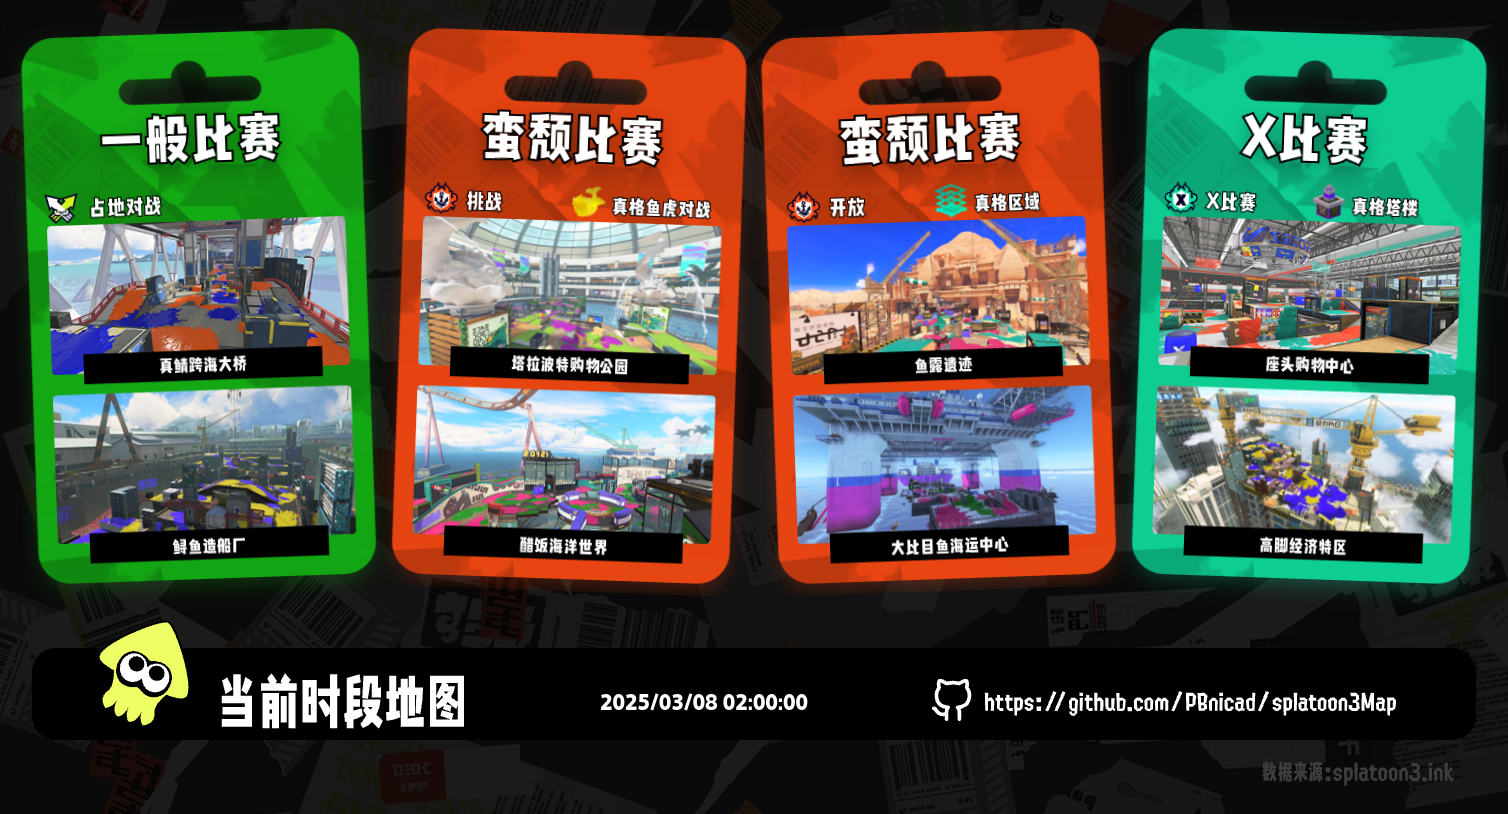 一般比赛
占地对战
真鲷跨海大桥
鲟鱼造船厂
蛮颓比赛
挑战
真格鱼虎对战
塔拉波特购物公园
醋饭海洋世界
蛮颓比赛
开放
真格区域
鱼露遗迹
大比目鱼海运中心
X比赛
X比赛
真格塔楼
座头购物中心
高脚经济特区
当前时段地图
2025/03/08 02:00:00
https://github.com/PBnicad/splatoon3Map
数据来源:splatoon3.ink